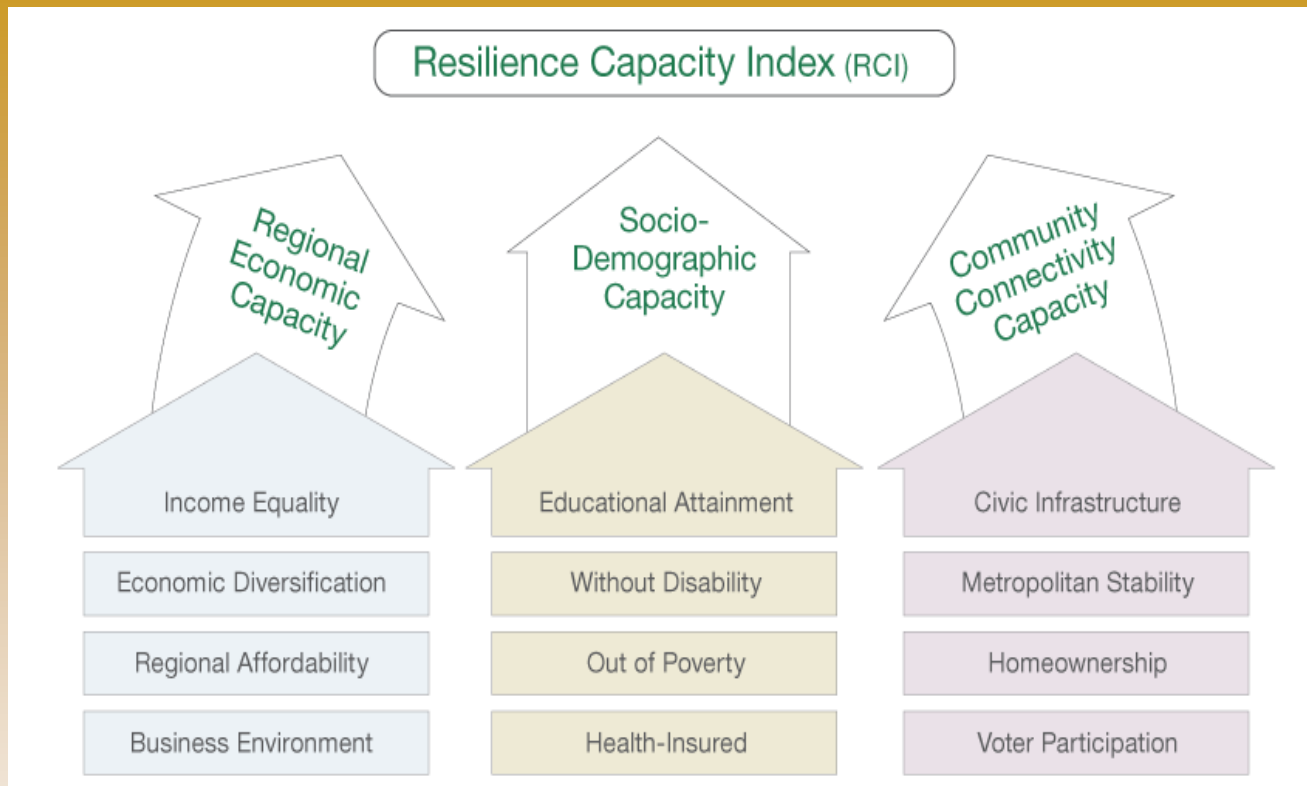 Resilience Capacity Index (RCI)
Regional
Economic
Capacity
Socio-
Demographic
Capacity
Community
Connectivity
Capacity
Income Equality
Economic Diversification
Regional Affordability
Business Environment
Educational Attainment
Without Disability
Out of Poverty
Health-Insured
Civic Infrastructure
Metropolitan Stability
Homeownership
Voter Participation